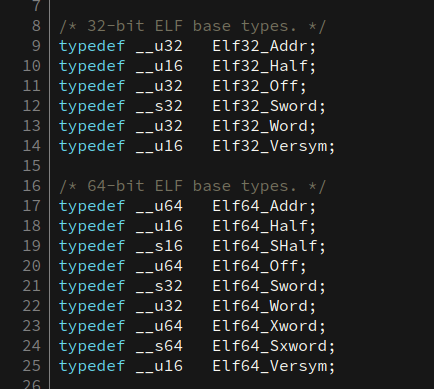 7
8 /* 32-bit ELF base types. */
9 typedef __u32   Elf32_Addr;
10 typedef __u16   Elf32_Half;
11 typedef __u32   Elf32_Off;
12 typedef __s32   Elf32_Sword;
13 typedef __u32   Elf32_Word;
14 typedef __u16   Elf32_Versym;
15
16 /* 64-bit ELF base types. */
17 typedef __u64   Elf64_Addr;
18 typedef __u16   Elf64_Half;
19 typedef __s16   Elf64_SHalf;
20 typedef __u64   Elf64_Off;
21 typedef __s32   Elf64_Sword;
22 typedef __u32   Elf64_Word;
23 typedef __u64   Elf64_Xword;
24 typedef __s64   Elf64_Sxword;
25 typedef __u16   Elf64_Versym;
26